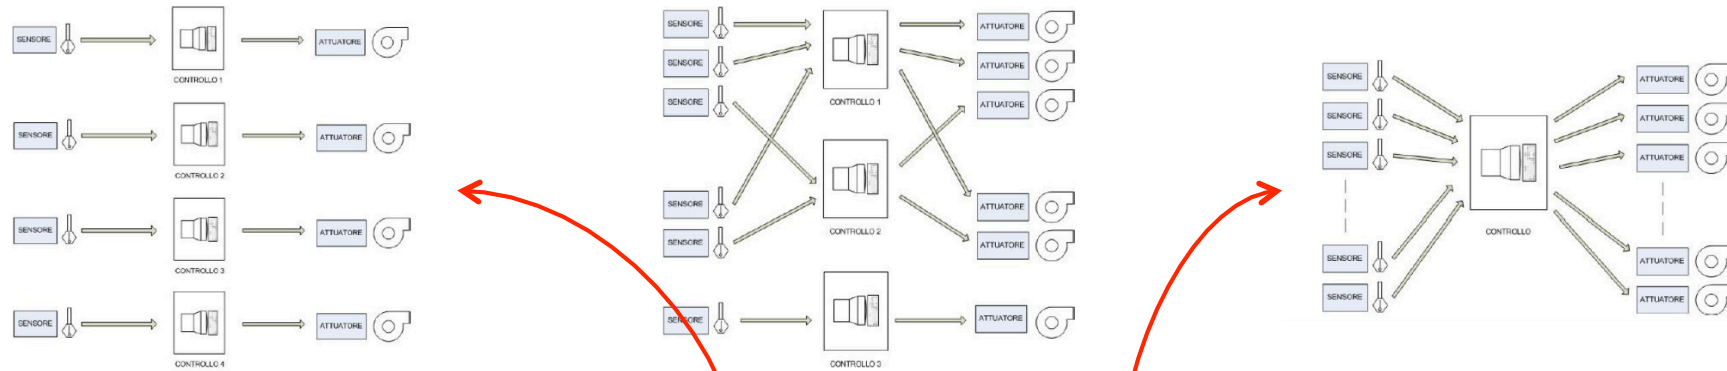 SENSORE
ATTUATORE
CONTROLLO 1
SENSORE
ATTUATORE
CONTROLLO 2
SENSORE
ATTUATORE
CONTROLLO 3
SENSORE
ATTUATORE
CONTROLLO 4
SENSORE
ATTUATORE
SENSORE
ATTUATORE
SENSORE
ATTUATORE
CONTROLLO 1
SENSORE
ATTUATORE
SENSORE
ATTUATORE
CONTROLLO 2
SENSORE
ATTUATORE
CONTROLLO 3
SENSORE
ATTUATORE
SENSORE
ATTUATORE
SENSORE
ATTUATORE
CONTROLLO
SENSORE
ATTUATORE
SENSORE
ATTUATORE